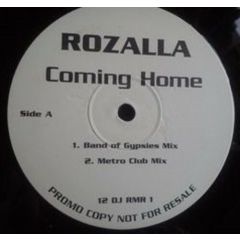 ROZALLA
Coming Home
Side A
1. Band of Gypsies Mix
2. Metro Club Mix
12 DJ RMR 1
PROMO COPY NOT FOR RESALE